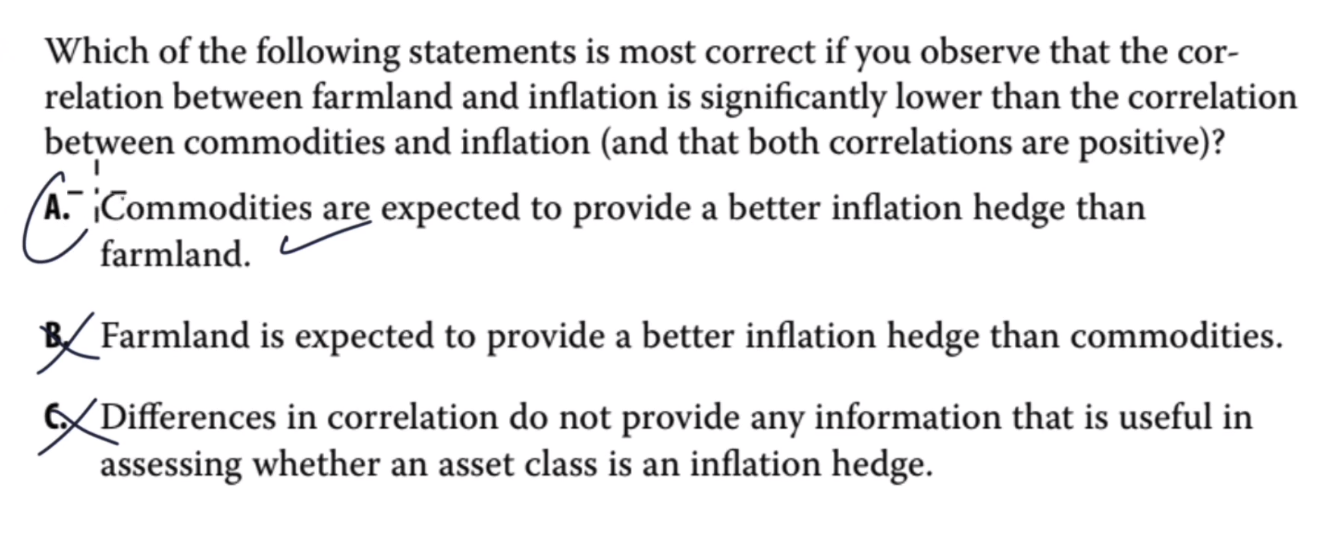 Which of the following statements is most correct if you observe that the cor-
relation between farmland and inflation is significantly lower than the correlation
between commodities and inflation (and that both correlations are positive)?
A. Commodities are expected to provide a better inflation hedge than
farmland.
B. Farmland is expected to provide a better inflation hedge than commodities.
C. Differences in correlation do not provide any information that is useful in
assessing whether an asset class is an inflation hedge.